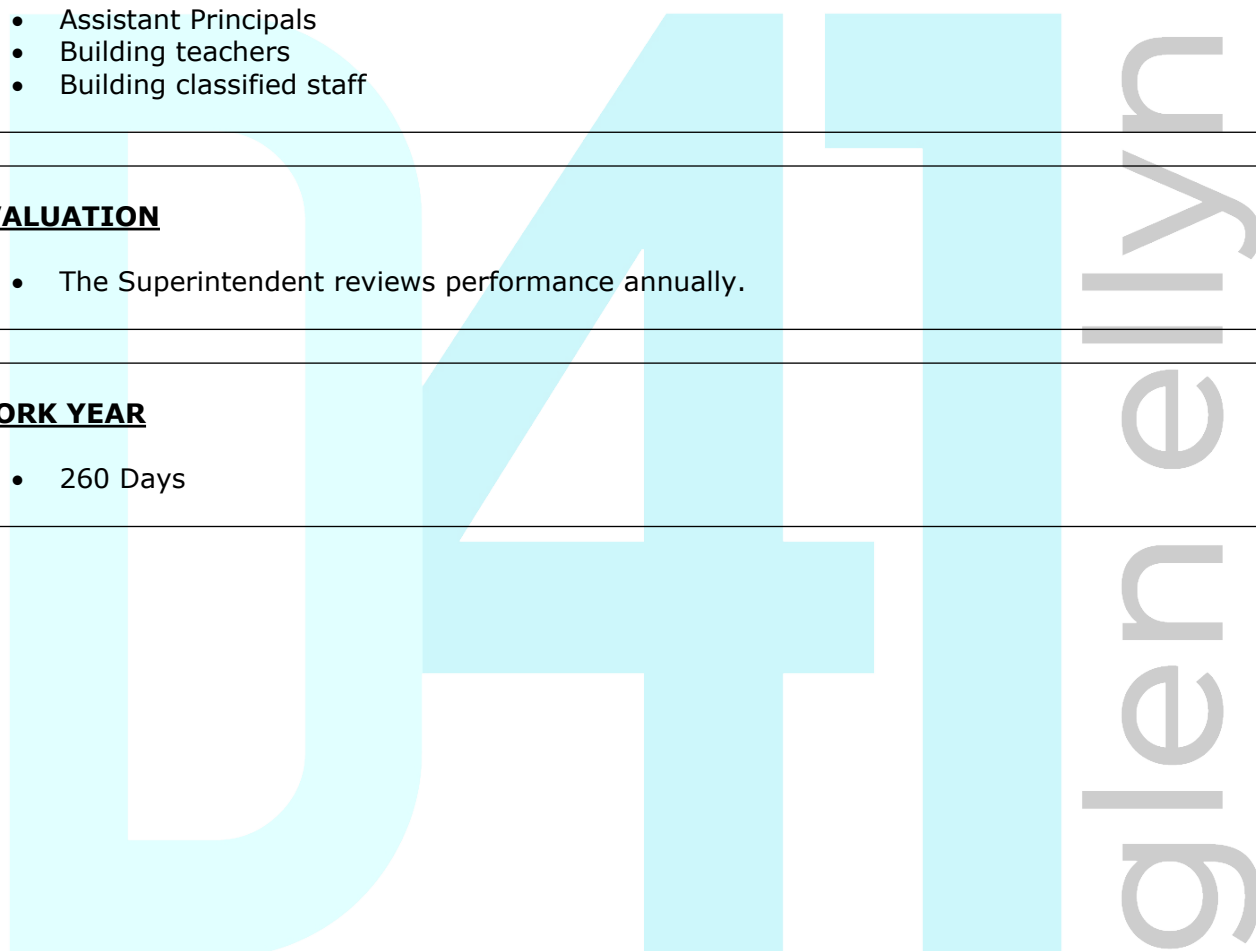 • Assistant Principals
• Building teachers
• Building classified staff
VALUATION
• The Superintendent reviews performance annually.
ORK YEAR
• 260 Days
D41
glen ellyn